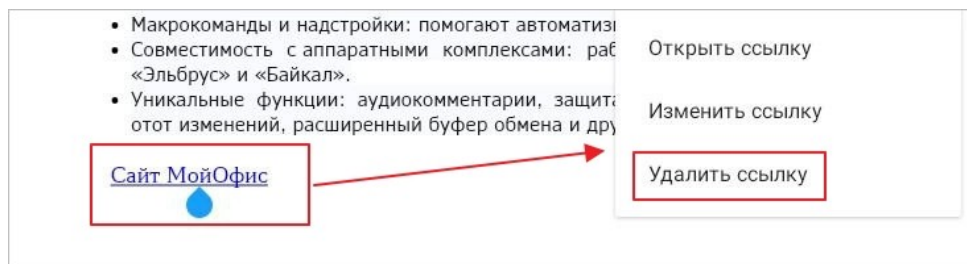 • Макрокоманды и надстройки: помогают автоматизи
• Совместимость с аппаратными комплексами: раб
«Эльбрус» и «Байкал».
• Уникальные функции: аудиокомментарии, защита
отот изменений, расширенный буфер обмена и дру
Сайт МойОфис
Открыть ссылку
Изменить ссылку
Удалить ссылку